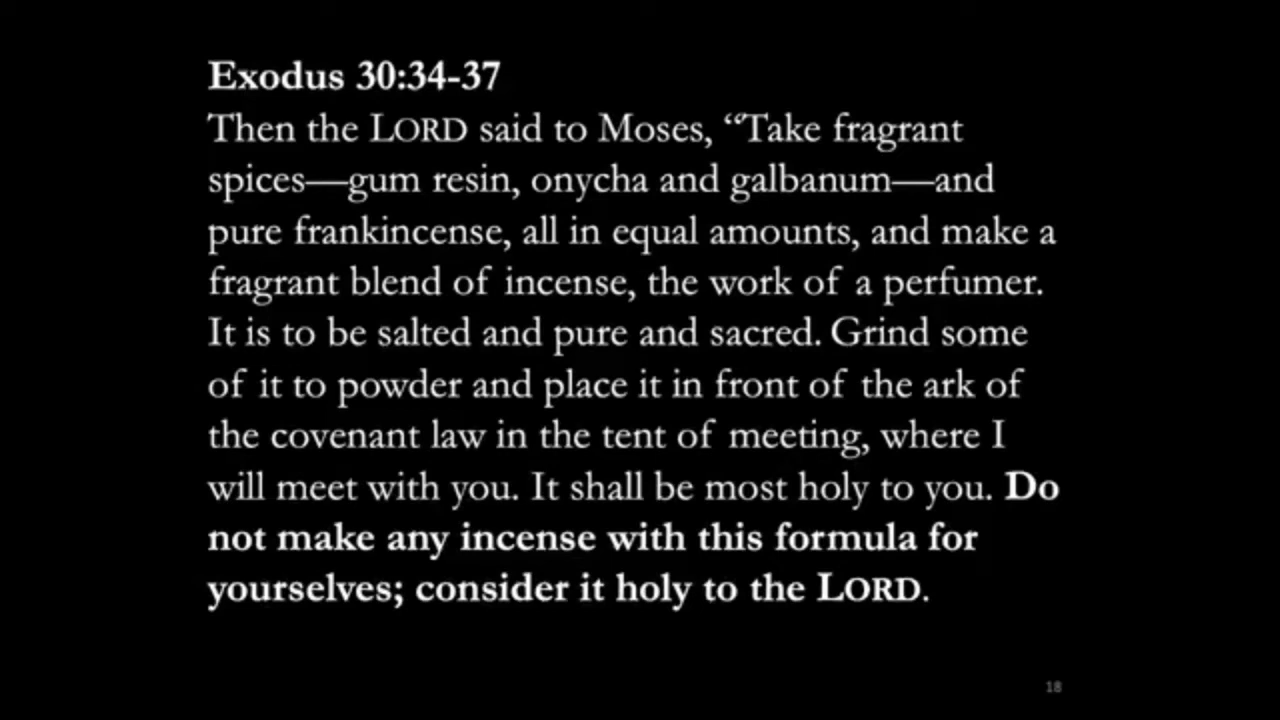 Exodus 30:34-37
Then the LORD said to Moses, “Take fragrant
spices—gum resin, onycha and galbanum—and
pure frankincense, all in equal amounts, and make a
fragrant blend of incense, the work of a perfumer.
It is to be salted and pure and sacred. Grind some
of it to powder and place it in front of the ark of
the covenant law in the tent of meeting, where I
will meet with you. It shall be most holy to you. Do
not make any incense with this formula for
yourselves; consider it holy to the LORD.
18